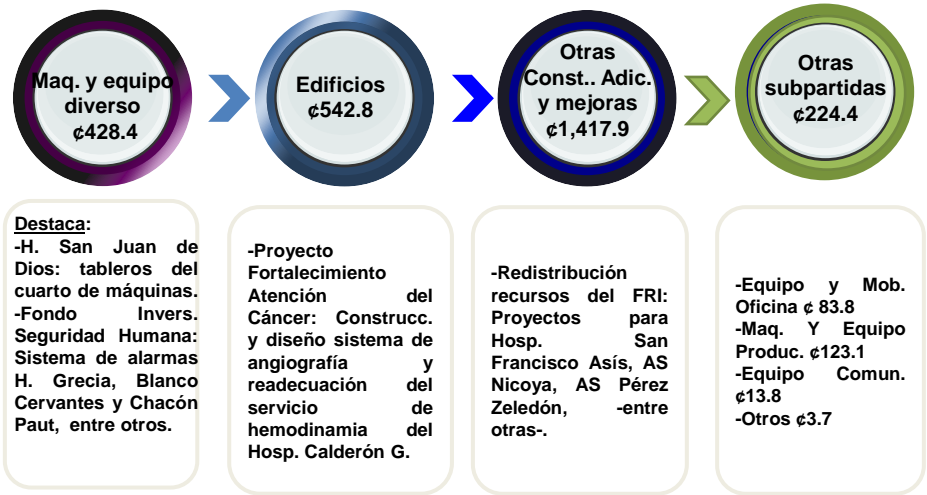 Maq. y equipo
diverso
¢428.4
Edificios
¢542.8
Otras
Const.. Adic.
y mejoras
¢1,417.9
Otras
subpartidas
¢224.4
Destaca:
-H. San Juan de
Dios: tableros del
cuarto de máquinas.
-Fondo Invers.
Seguridad Humana:
Sistema de alarmas
H. Grecia, Blanco
Cervantes y Chacón
Paut, entre otros.
-Proyecto
Fortalecimiento
Atención del
Cáncer: Construcc.
y diseño sistema de
angiografía y
readecuación del
servicio de
hemodinamia del
Hosp. Calderón G.
-Redistribución
recursos del FRI:
Proyectos para
Hosp. San
Francisco Asís, AS
Nicoya, AS Pérez
Zeledón, -entre
otras-.
-Equipo y Mob.
Oficina ¢ 83.8
-Maq. Y Equipo
Produc. ¢123.1
-Equipo Comun.
¢13.8
-Otros ¢3.7